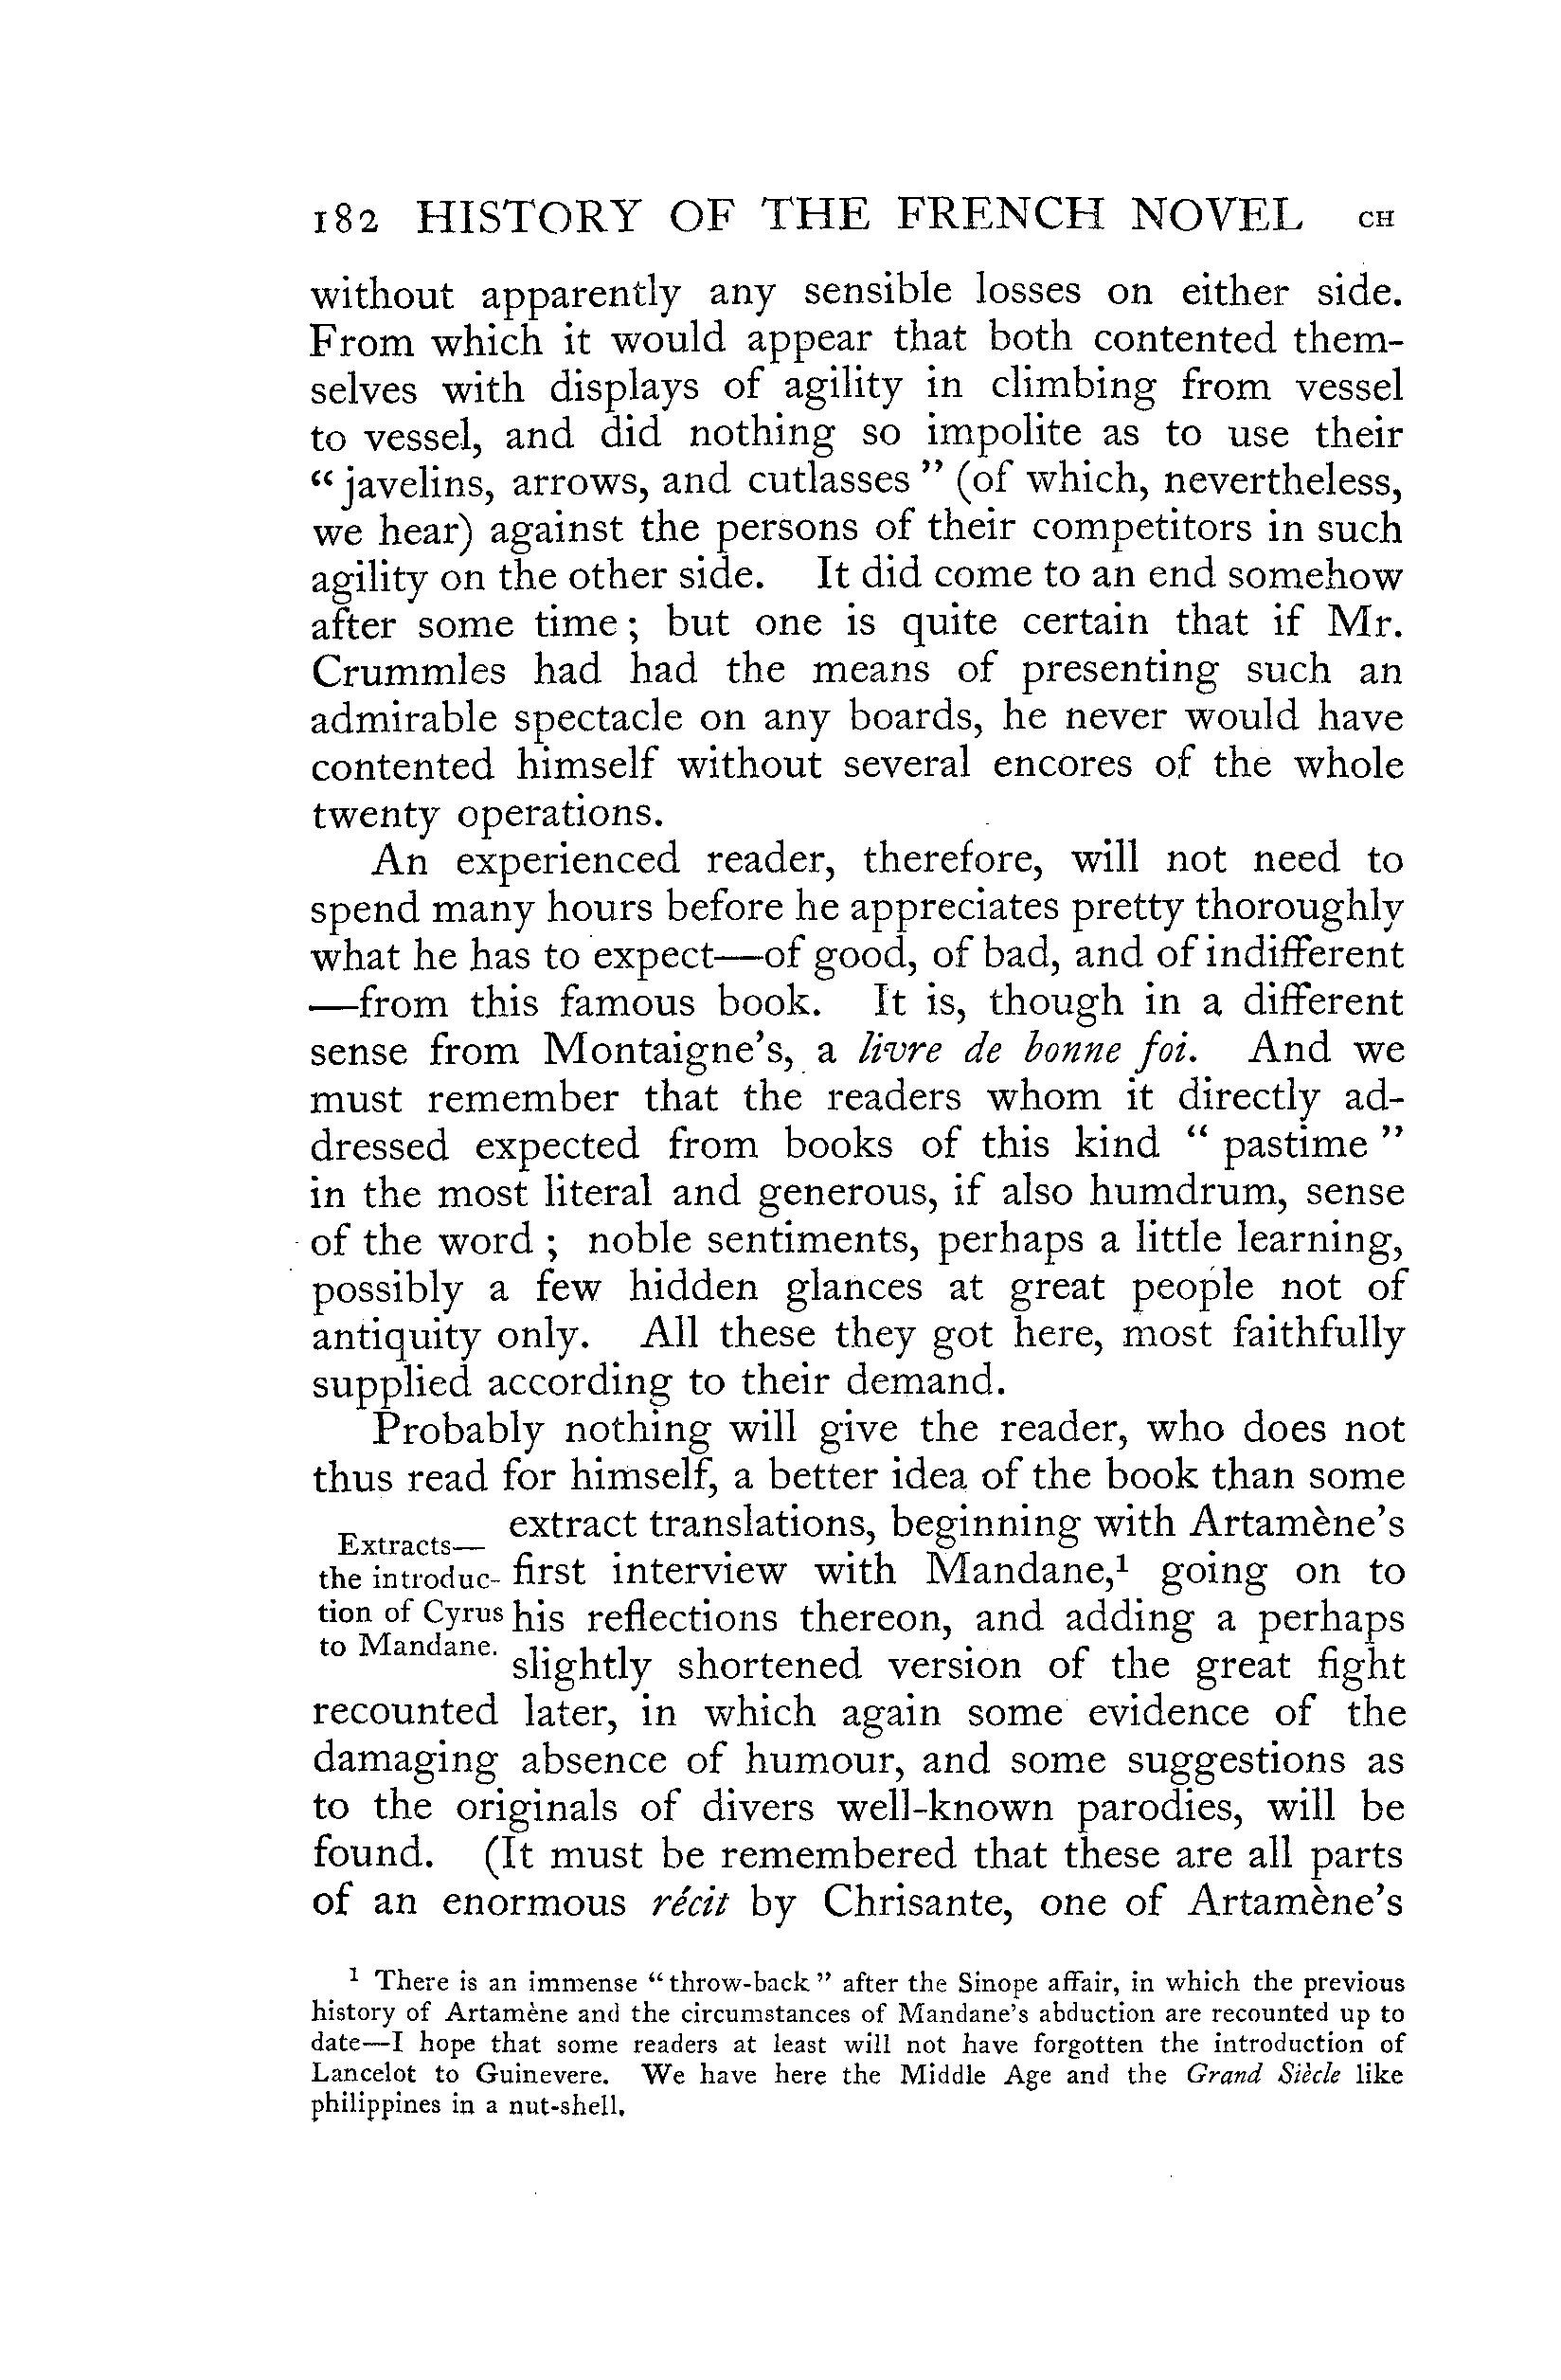 182 HISTORY OF THE FRENCH NOVEL CH
without apparently any sensible losses on either side.
From which it would appear that both contented them-
selves with displays of agility in climbing from vessel
to vessel, and did nothing so impolite as to use their
“ javelins, arrows, and cutlasses ” (of which, nevertheless,
we hear) against the persons of their competitors in such
agility on the other side. It did come to an end somehow
after some time ; but one is quite certain that if Mr.
Crummles had had the means of presenting such an
admirable spectacle on any boards, he never would have
contented himself without several encores of the whole
twenty operations.
An experienced reader, therefore, will not need to
spend many hours before he appreciates pretty thoroughly
what he has to expect—of good, of bad, and of indifferent
—from this famous book. It is, though in a different
sense from Montaigne’s, a livre de bonne foi. And we
must remember that the readers whom it directly ad-
dressed expected from books of this kind “ pastime ”
in the most literal and generous, if also humdrum, sense
of the word ; noble sentiments, perhaps a little learning,
possibly a few hidden glances at great people not of
antiquity only. All these they got here, most faithfully
supplied according to their demand.
Probably nothing will give the reader, who does not
thus read for himself, a better idea of the book than some
Extracts—
the introduc-
tion of Cyrus
to Mandane.
extract translations, beginning with Artamène’s
first interview with Mandane,¹ going on to
his reflections thereon, and adding a perhaps
slightly shortened version of the great fight
recounted later, in which again some evidence of the
damaging absence of humour, and some suggestions as
to the originals of divers well-known parodies, will be
found. (It must be remembered that these are all parts
of an enormous récit by Chrisante, one of Artamène’s
¹ There is an immense “throw-back” after the Sinope affair, in which the previous
history of Artamène and the circumstances of Mandane’s abduction are recounted up to
date—I hope that some readers at least will not have forgotten the introduction of
Lancelot to Guinevere. We have here the Middle Age and the Grand Siècle like
philippines in a nut-shell.